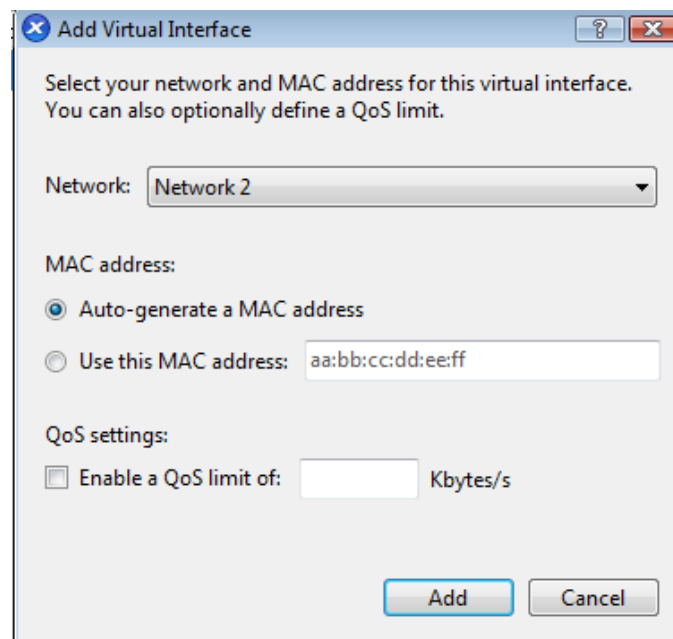 Add Virtual Interface
Select your network and MAC address for this virtual interface.
You can also optionally define a QoS limit.
Network: Network 2
MAC address:
Auto-generate a MAC address
Use this MAC address: aa:bb:cc:dd:ee:ff
QoS settings:
Enable a QoS limit of: Kbytes/s
Add Cancel